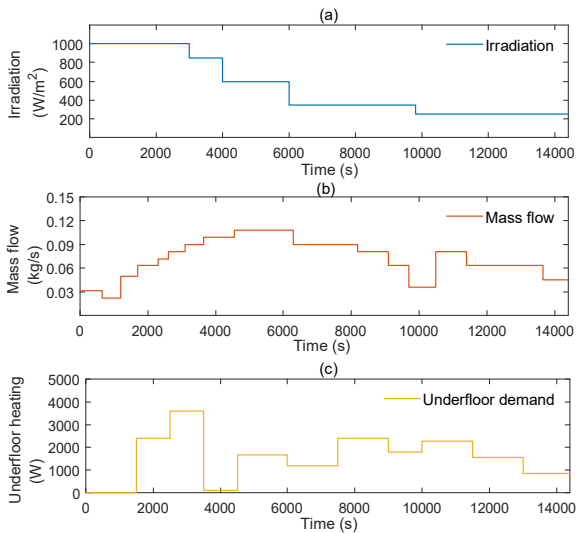 (a)
Irradiation
(W/m²)
1000
800
600
400
200
Irradiation
0 2000 4000 6000 8000 10000 12000 14000
Time (s)
(b)
Mass flow
(kg/s)
0.15
0.12
0.09
0.06
0.03
Mass flow
0 2000 4000 6000 8000 10000 12000 14000
Time (s)
(c)
Underfloor heating
(W)
5000
4000
3000
2000
1000
0
Underfloor demand
0 2000 4000 6000 8000 10000 12000 14000
Time (s)